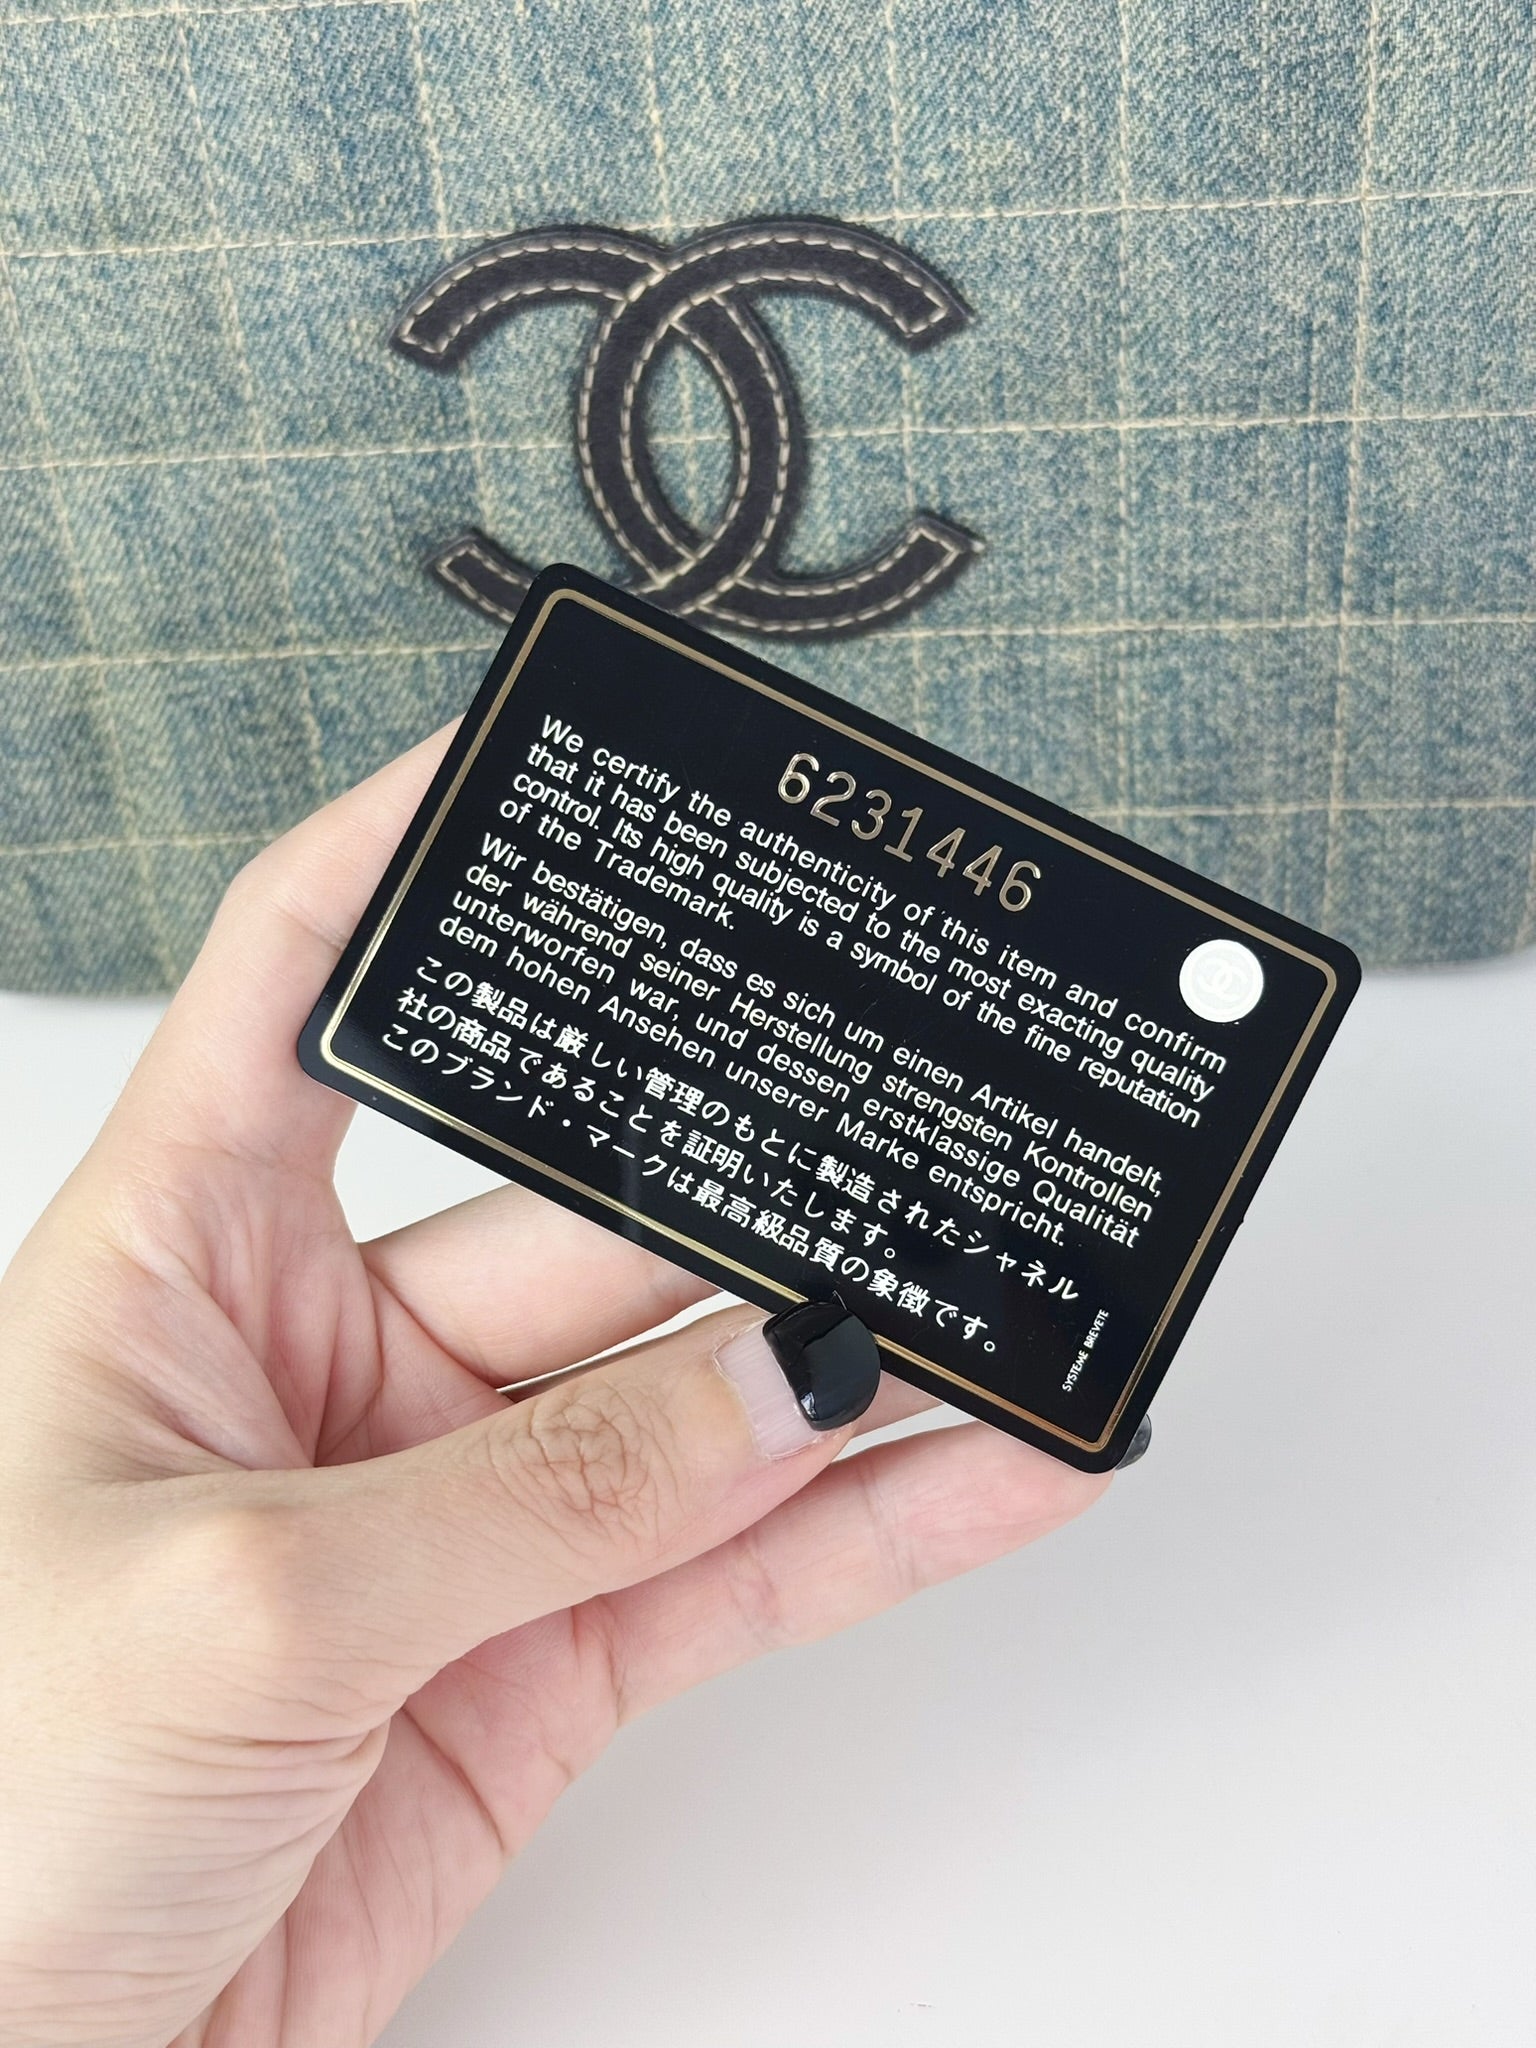 6231446
We certify the authenticity of this item and confirm
that it has been subjected to the most exacting quality
control. Its high quality is a symbol of the fine reputation
of the Trademark.
Wir bestätigen, dass es sich um einen Artikel handelt,
der während seiner Herstellung strengsten Kontrollen
unterworfen war, und dessen erstklassige Qualität
dem hohen Ansehen unserer Marke entspricht.
この製品は厳しい管理のもとに製造されたシャネル
社の商品であることを証明いたします。
このブランド・マークは最高級品質の象徴です。
SYSTEME BREVETE